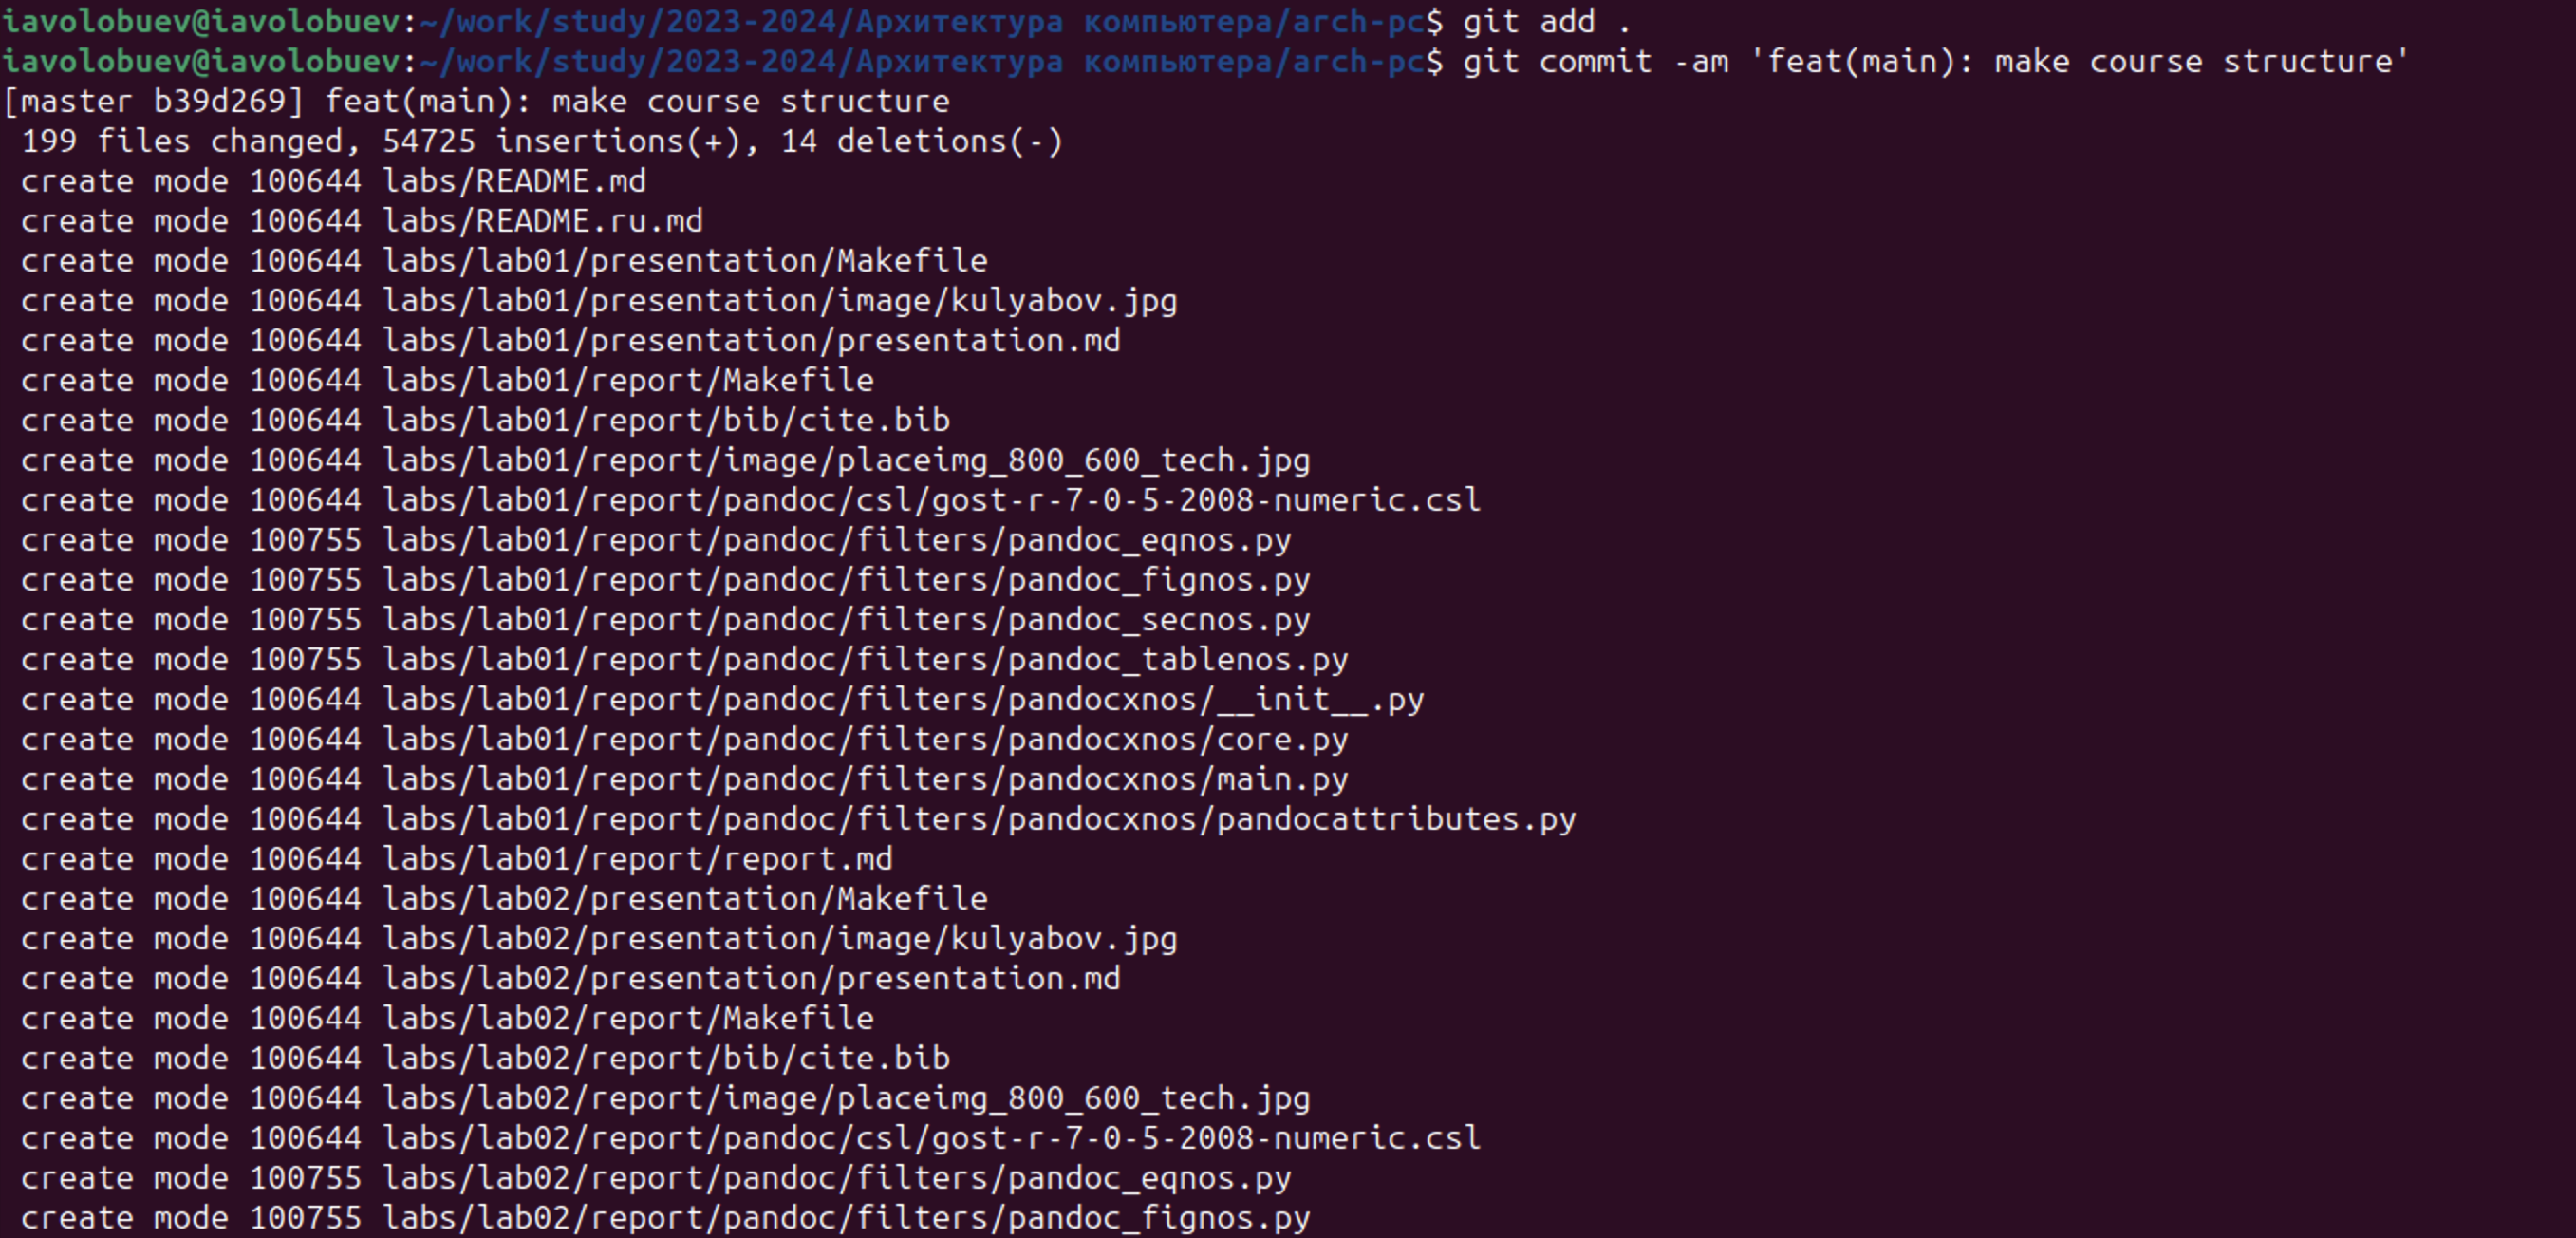 iavolobuev@iavolobuev:~/work/study/2023-2024/Архитектура компьютера/arch-pc$ git add .
iavolobuev@iavolobuev:~/work/study/2023-2024/Архитектура компьютера/arch-pc$ git commit -am 'feat(main): make course structure'
[master b39d269] feat(main): make course structure
 199 files changed, 54725 insertions(+), 14 deletions(-)
 create mode 100644 labs/README.md
 create mode 100644 labs/README.ru.md
 create mode 100644 labs/lab01/presentation/Makefile
 create mode 100644 labs/lab01/presentation/image/kulyabov.jpg
 create mode 100644 labs/lab01/presentation/presentation.md
 create mode 100644 labs/lab01/report/Makefile
 create mode 100644 labs/lab01/report/bib/cite.bib
 create mode 100644 labs/lab01/report/image/placeimg_800_600_tech.jpg
 create mode 100644 labs/lab01/report/pandoc/csl/gost-r-7-0-5-2008-numeric.csl
 create mode 100755 labs/lab01/report/pandoc/filters/pandoc_eqnos.py
 create mode 100755 labs/lab01/report/pandoc/filters/pandoc_fignos.py
 create mode 100755 labs/lab01/report/pandoc/filters/pandoc_secnos.py
 create mode 100755 labs/lab01/report/pandoc/filters/pandoc_tablenos.py
 create mode 100644 labs/lab01/report/pandoc/filters/pandocxnos/__init__.py
 create mode 100644 labs/lab01/report/pandoc/filters/pandocxnos/core.py
 create mode 100644 labs/lab01/report/pandoc/filters/pandocxnos/main.py
 create mode 100644 labs/lab01/report/pandoc/filters/pandocxnos/pandocattributes.py
 create mode 100644 labs/lab01/report/report.md
 create mode 100644 labs/lab02/presentation/Makefile
 create mode 100644 labs/lab02/presentation/image/kulyabov.jpg
 create mode 100644 labs/lab02/presentation/presentation.md
 create mode 100644 labs/lab02/report/Makefile
 create mode 100644 labs/lab02/report/bib/cite.bib
 create mode 100644 labs/lab02/report/image/placeimg_800_600_tech.jpg
 create mode 100644 labs/lab02/report/pandoc/csl/gost-r-7-0-5-2008-numeric.csl
 create mode 100755 labs/lab02/report/pandoc/filters/pandoc_eqnos.py
 create mode 100755 labs/lab02/report/pandoc/filters/pandoc_fignos.py